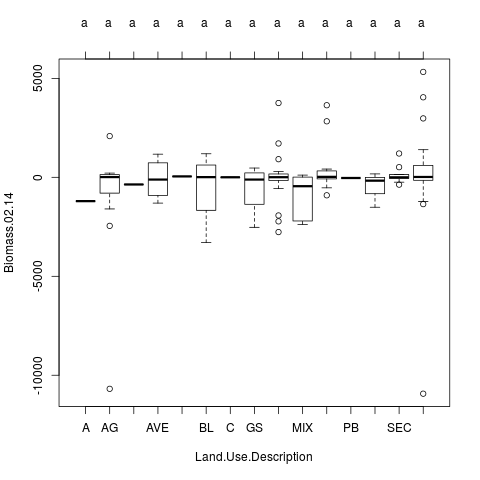 a a a a a a a a a a a a a a a
5000
0
-5000
-10000
Biomass.02.14
A AG AVE BL C GS MIX PB SEC
Land.Use.Description